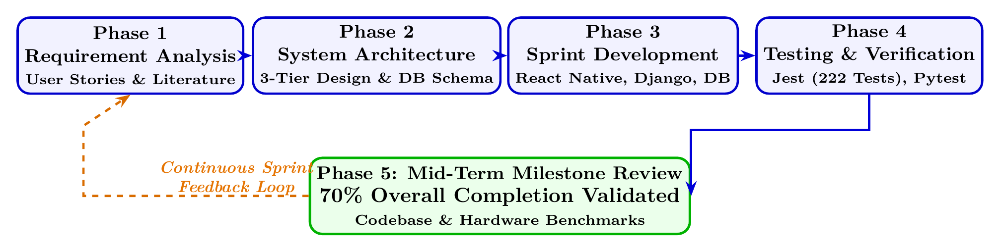 Phase 1
Requirement Analysis
User Stories & Literature
Phase 2
System Architecture
3-Tier Design & DB Schema
Phase 3
Sprint Development
React Native, Django, DB
Phase 4
Testing & Verification
Jest (222 Tests), Pytest
Continuous Sprint
Feedback Loop
Phase 5: Mid-Term Milestone Review
70% Overall Completion Validated
Codebase & Hardware Benchmarks